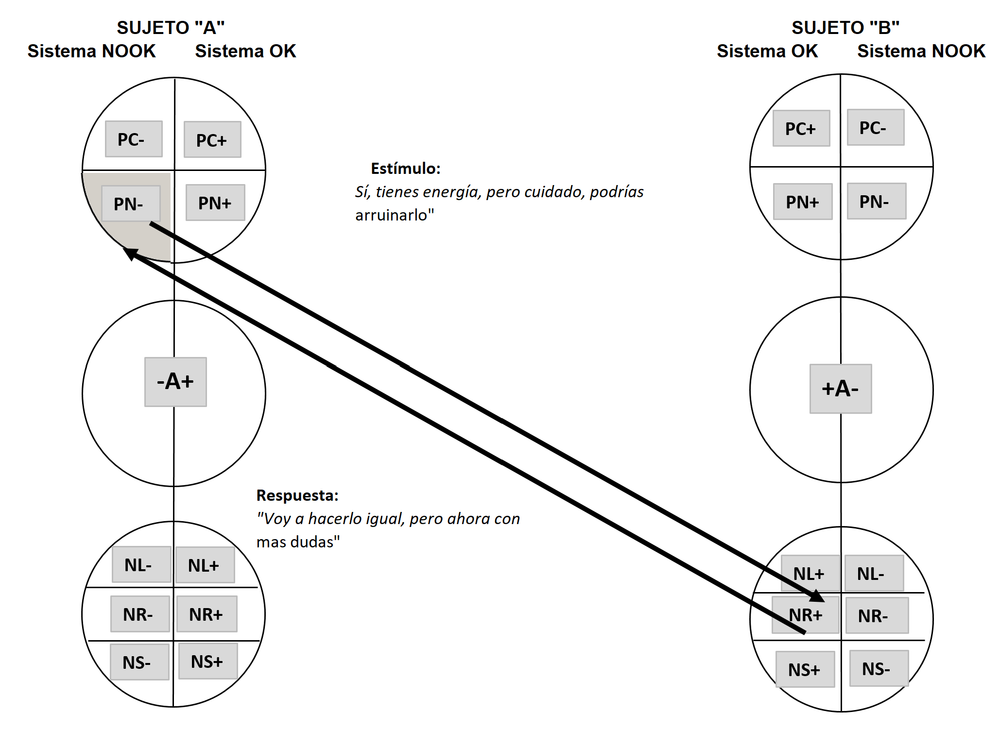 SUJETO "A"
Sistema NOOK Sistema OK
SUJETO "B"
Sistema OK Sistema NOOK
PC- PC+
PN- PN+
-A+
NL- NL+
NR- NR+
NS- NS+
Estímulo:
Sí, tienes energía, pero cuidado, podrías
arruinarlo"
Respuesta:
"Voy a hacerlo igual, pero ahora con
mas dudas"
PC+ PC-
PN+ PN-
+A-
NL+ NL-
NR+ NR-
NS+ NS-